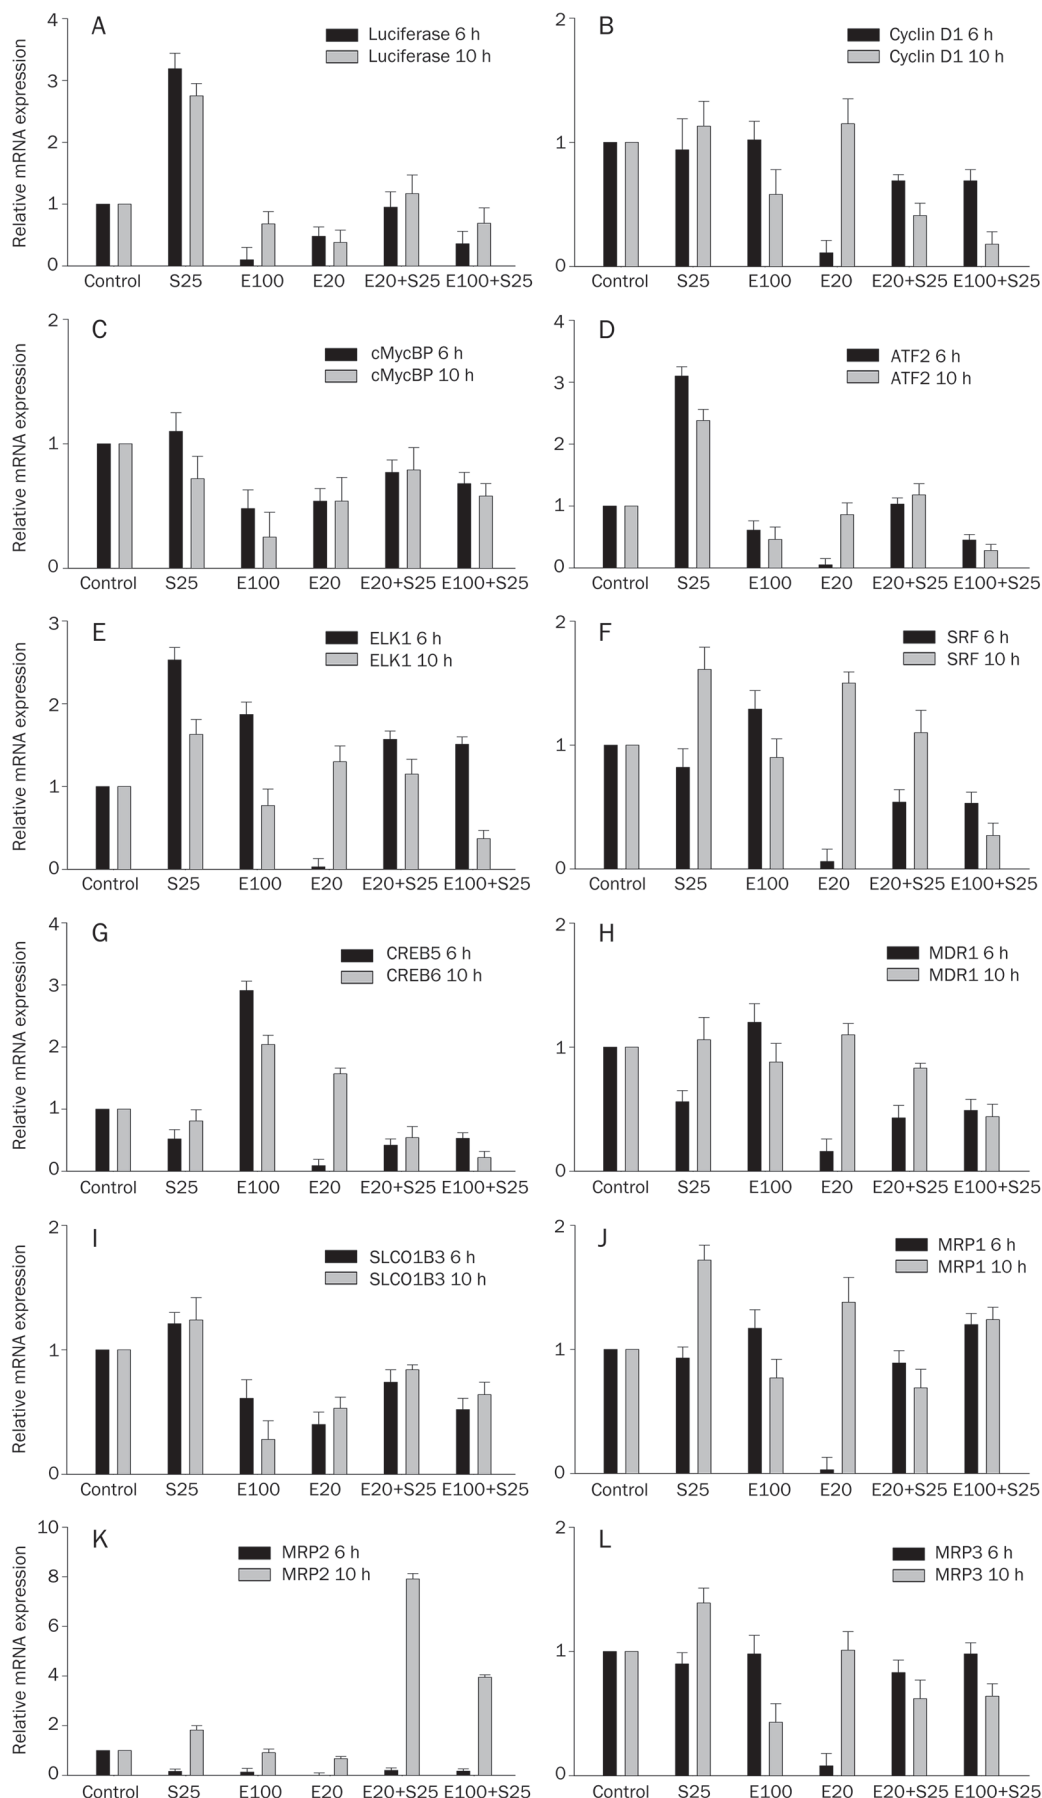 A
Luciferase 6 h
Luciferase 10 h
Relative mRNA expression
4
3
2
1
0
Control S25 E100 E20 E20+S25 E100+S25
B
Cyclin D1 6 h
Cyclin D1 10 h
2
1
0
Control S25 E100 E20 E20+S25 E100+S25
C
cMycBP 6 h
cMycBP 10 h
Relative mRNA expression
2
1
0
Control S25 E100 E20 E20+S25 E100+S25
D
ATF2 6 h
ATF2 10 h
4
3
2
1
0
Control S25 E100 E20 E20+S25 E100+S25
E
ELK1 6 h
ELK1 10 h
Relative mRNA expression
3
2
1
0
Control S25 E100 E20 E20+S25 E100+S25
F
SRF 6 h
SRF 10 h
2
1
0
Control S25 E100 E20 E20+S25 E100+S25
G
CREB5 6 h
CREB6 10 h
Relative mRNA expression
4
3
2
1
0
Control S25 E100 E20 E20+S25 E100+S25
H
MDR1 6 h
MDR1 10 h
2
1
0
Control S25 E100 E20 E20+S25 E100+S25
I
SLCO1B3 6 h
SLCO1B3 10 h
Relative mRNA expression
2
1
0
Control S25 E100 E20 E20+S25 E100+S25
J
MRP1 6 h
MRP1 10 h
2
1
0
Control S25 E100 E20 E20+S25 E100+S25
K
MRP2 6 h
MRP2 10 h
Relative mRNA expression
10
8
6
4
2
0
Control S25 E100 E20 E20+S25 E100+S25
L
MRP3 6 h
MRP3 10 h
2
1
0
Control S25 E100 E20 E20+S25 E100+S25